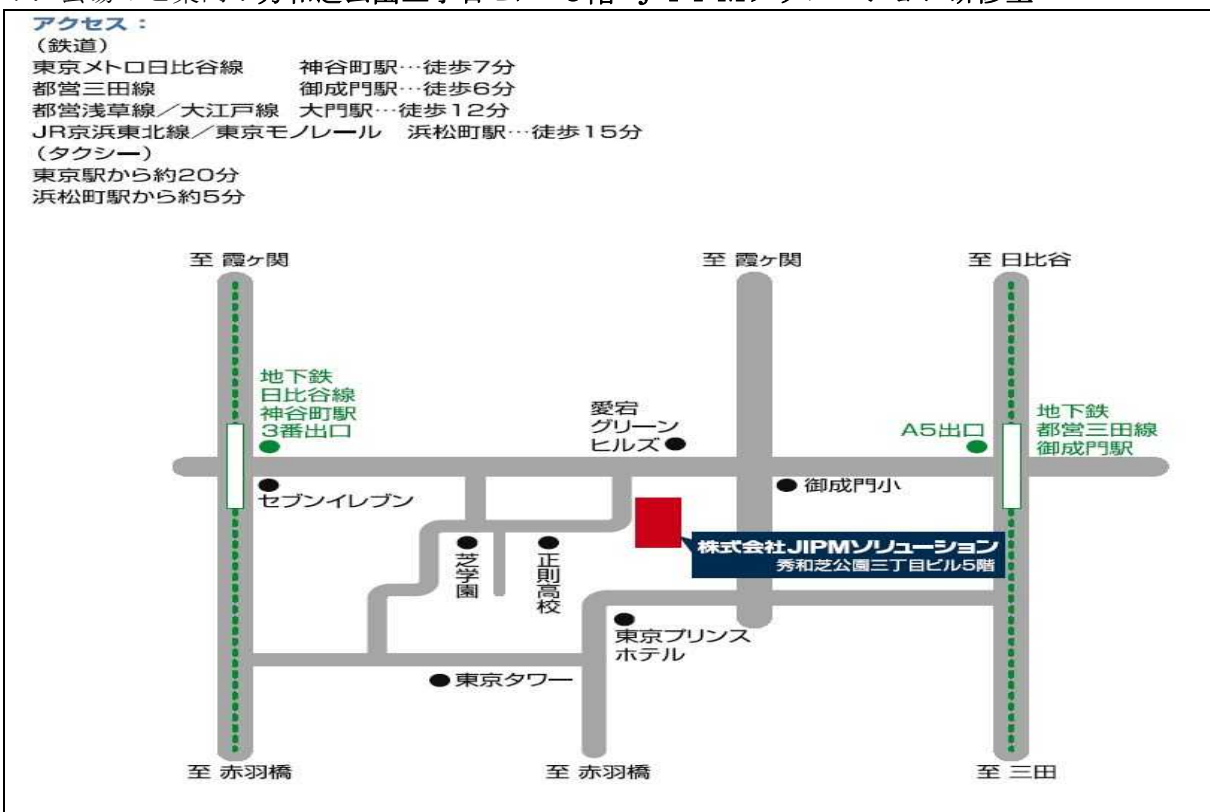 アクセス：
（鉄道）
東京メトロ日比谷線　神谷町駅…徒歩7分
都営三田線　御成門駅…徒歩6分
都営浅草線／大江戸線　大門駅…徒歩12分
JR京浜東北線／東京モノレール　浜松町駅…徒歩15分
（タクシー）
東京駅から約20分
浜松町駅から約5分
至 霞ヶ関
至 霞ヶ関
至 日比谷
地下鉄
日比谷線
神谷町駅
3番出口
愛宕
グリーン
ヒルズ
A5出口
地下鉄
都営三田線
御成門駅
セブンイレブン
御成門小
株式会社JIPMソリューション
秀和芝公園三丁目ビル5階
芝学園
正則高校
東京プリンス
ホテル
東京タワー
至 赤羽橋
至 赤羽橋
至 三田